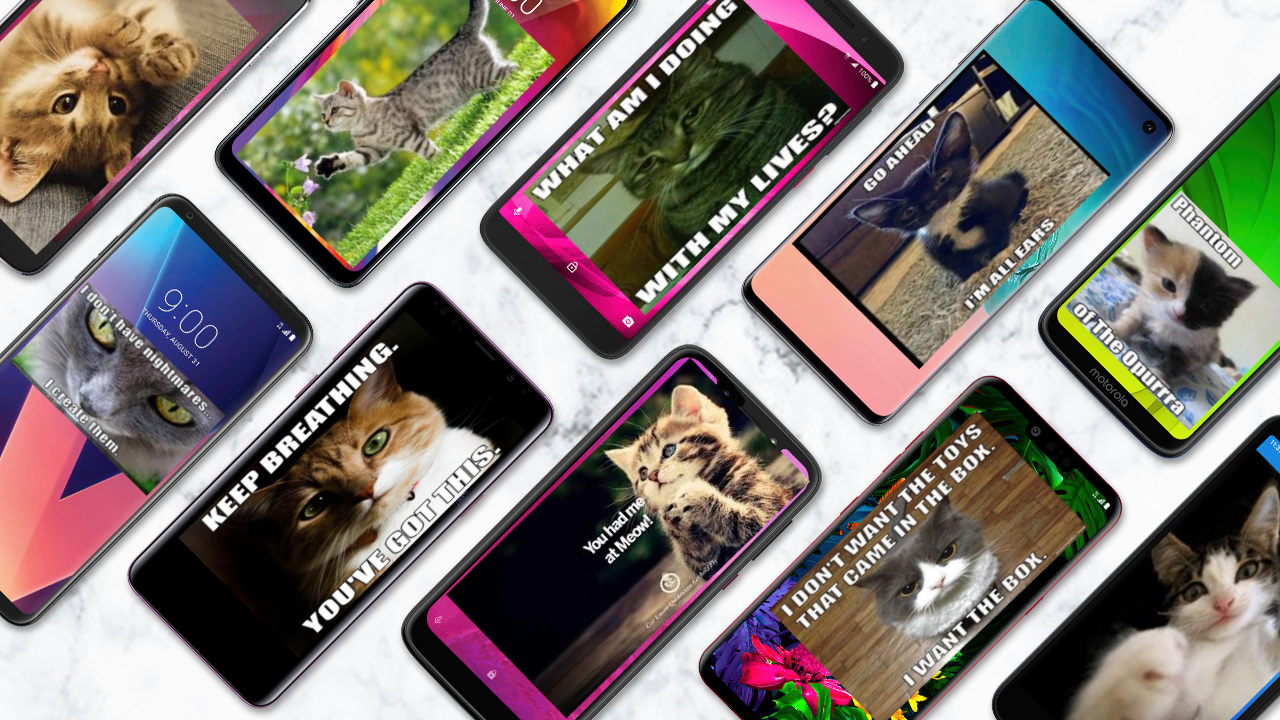 WHAT AM I DOING
WITH MY LIVES?
100%
GO AHEAD
I'M ALL EARS
Phantom
of The Opurrra
motorola
9:00
THURSDAY, AUGUST 31
I don't have nightmares...
I create them.
KEEP BREATHING.
YOU'VE GOT THIS.
You had me
at Meow!
I DON'T WANT THE TOYS
THAT CAME IN THE BOX.
I WANT THE BOX.